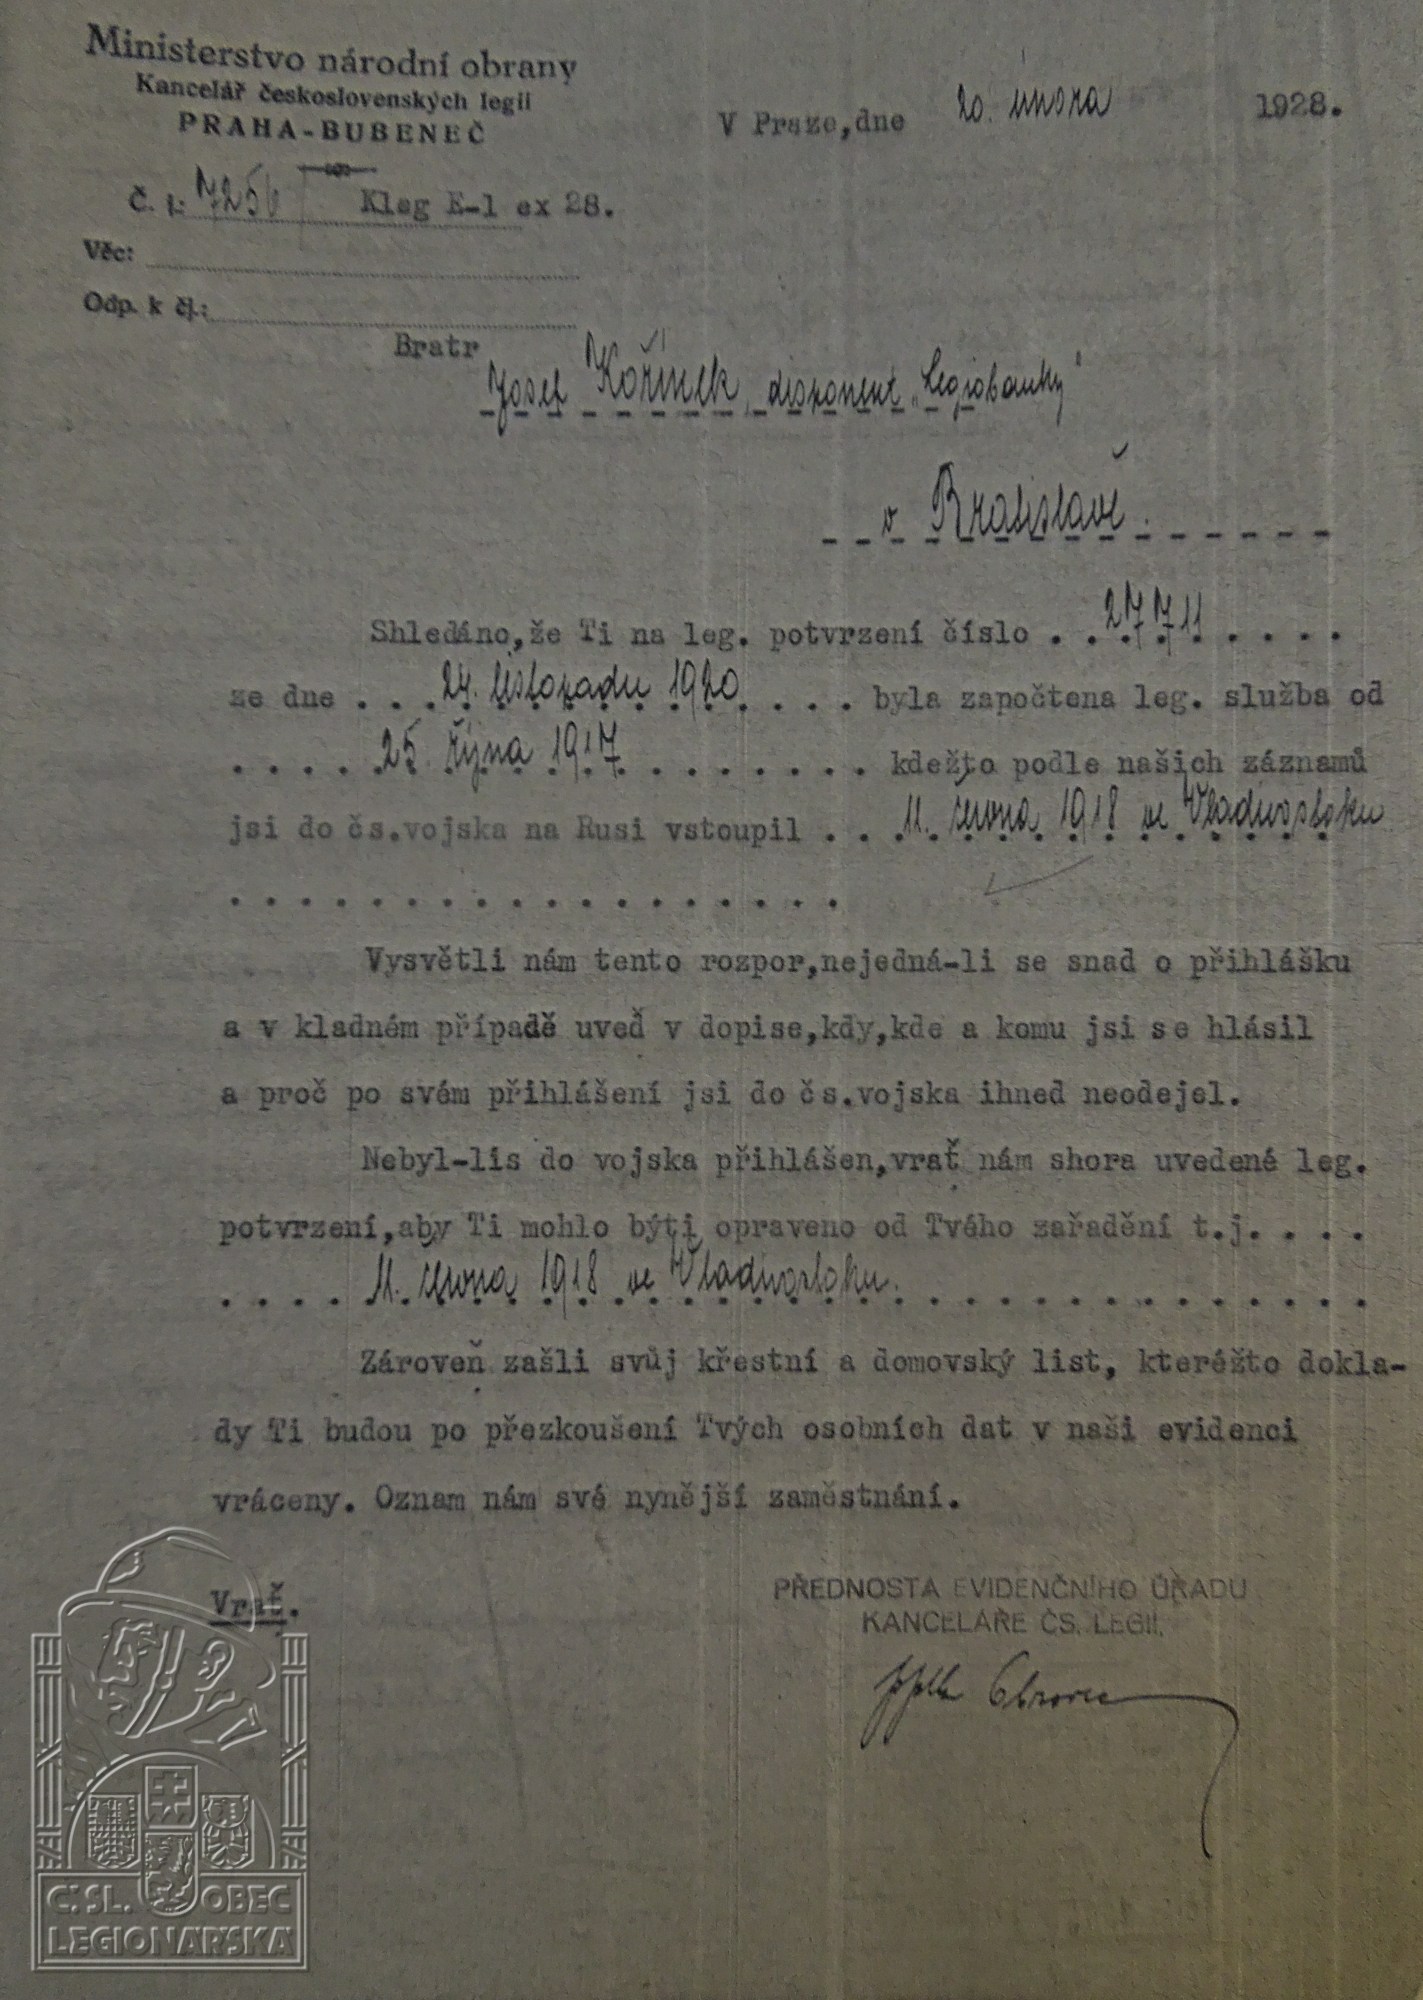 Ministerstvo národní obrany
Kancelář československých legií
PRAHA-BUBENEČ
V Praze, dne 20. února 1928.
Č. j.: 7256 Kleg E-1 ex 28.
Věc:
Odp. k čj.:
Bratr
Josef Kořínek, disponent „Legiobanky"
v Bratislavě.
Shledáno, že Ti na leg. potvrzení číslo . . 27711 . . . .
ze dne . . . 24. listopadu 1920 . . . . byla započtena leg. služba od
. . . . 25. října 1917 . . . . . . . kdežto podle našich záznamů
jsi do čs.vojska na Rusi vstoupil . . 11. června 1918 ve Vladivostoku
. . . . . . . . . . . . . . . . . .
Vysvětli nám tento rozpor,nejedná-li se snad o přihlášku
a v kladném případě uveď v dopise,kdy,kde a komu jsi se hlásil
a proč po svém přihlášení jsi do čs.vojska ihned neodejel.
Nebyl-lis do vojska přihlášen,vrať nám shora uvedené leg.
potvrzení,aby Ti mohlo býti opraveno od Tvého zařadění t.j. . . .
. . . . 11. června 1918 ve Vladivostoku. . . . . . . . . . . . . .
Zároveň zašli svůj křestní a domovský list, kteréžto dokla-
dy Ti budou po přezkoušení Tvých osobních dat v naši evidenci
vráceny. Oznam nám své nynější zaměstnání.
Vrať.
PŘEDNOSTA EVIDENČNÍHO ÚŘADU
KANCELÁŘE ČS. LEGIÍ.
Č.SL. OBEC
LEGIONÁŘSKÁ